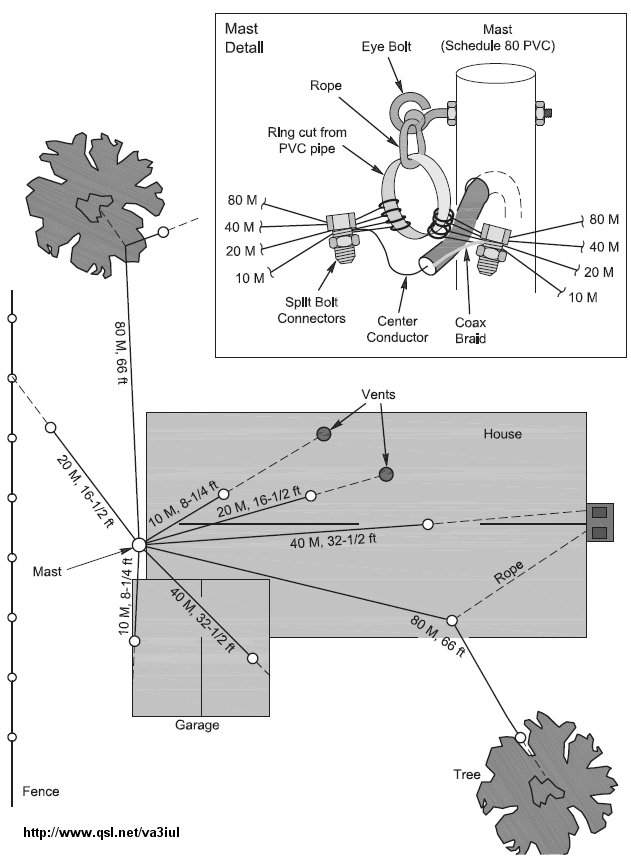 Mast
Detail
Eye Bolt
Mast
(Schedule 80 PVC)
Rope
Ring cut from
PVC pipe
80 M
40 M
20 M
10 M
80 M
40 M
20 M
10 M
Split Bolt
Connectors
Center
Conductor
Coax
Braid
80 M, 66 ft
Vents
House
20 M, 16-1/2 ft
10 M, 8-1/4 ft
20 M, 16-1/2 ft
40 M, 32-1/2 ft
Mast
10 M, 8-1/4 ft
40 M, 32-1/2 ft
Rope
80 M, 66 ft
Garage
Tree
Fence
http://www.qsl.net/va3iul